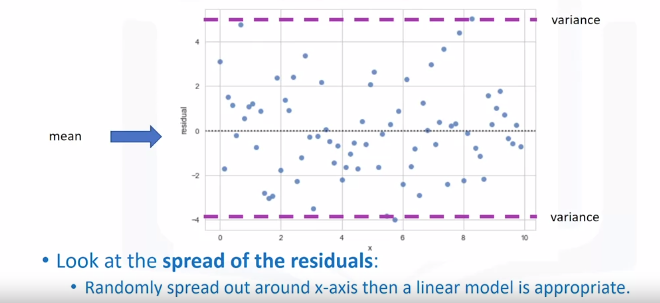 variance
4
2
mean
residual
0
-2
-4
variance
0
2
4
6
8
10
x
• Look at the spread of the residuals:
• Randomly spread out around x-axis then a linear model is appropriate.